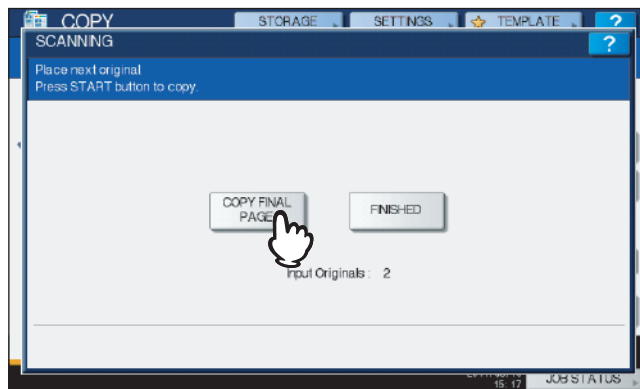 COPY
STORAGE
SETTINGS
TEMPLATE
?
SCANNING
?
Place next original
Press START button to copy.
COPY FINAL
PAGE
FINISHED
Input Originals : 2
15:17
JOB STATUS